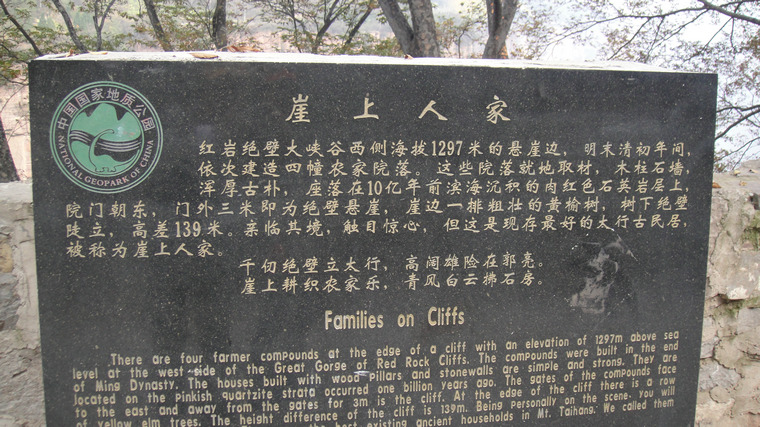 中国国家地质公园
NATIONAL GEOPARK OF CHINA
崖上人家
红岩绝壁大峡谷西侧海拔1297米的悬崖边，明末清初年间，
依次建造四幢农家院落。这些院落就地取材，木柱石墙，
浑厚古朴，座落在10亿年前滨海沉积的肉红色石英岩层上，
院门朝东，门外三米即为绝壁悬崖，崖边一排粗壮的黄榆树，树下绝壁
陡立，高差139米。亲临其境，触目惊心，但这是现存最好的太行古民居，
被称为崖上人家。
千仞绝壁立太行，高阔雄险在郭亮。
崖上耕织农家乐，青风白云拂石房。
Families on Cliffs
There are four farmer compounds at the edge of a cliff with an elevation of 1297m above sea
level at the west side of the Great Gorge of Red Rock Cliffs. The compounds were built in the end
of Ming Dynasty. The houses built with wood Pillars and stonewalls are simple and strong. They are
located on the Pinkish quartzite strata occurred one billion years ago. The gates of the compounds face
to the east and away from the gates for 3m is the cliff. At the edge of the cliff there is a row
of yellow elm trees. The height difference of the cliff is 139m. Being personally on the scene, you will
best existing ancient households in Mt. Taihang. We called them